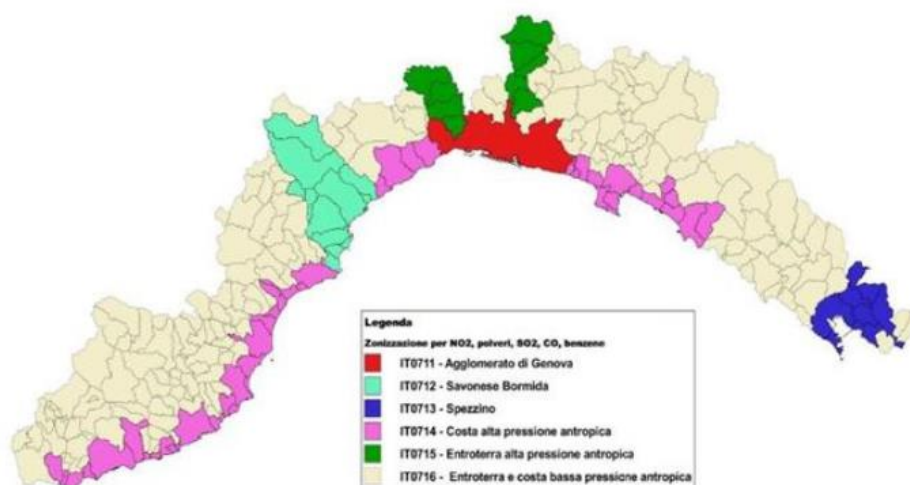 Legenda
Zonizzazione per NO2, polveri, SO2, CO, benzene
IT0711 - Agglomerato di Genova
IT0712 - Savonese Bormida
IT0713 - Spezzino
IT0714 - Costa alta pressione antropica
IT0715 - Entroterra alta pressione antropica
IT0716 - Entroterra e costa bassa pressione antropica